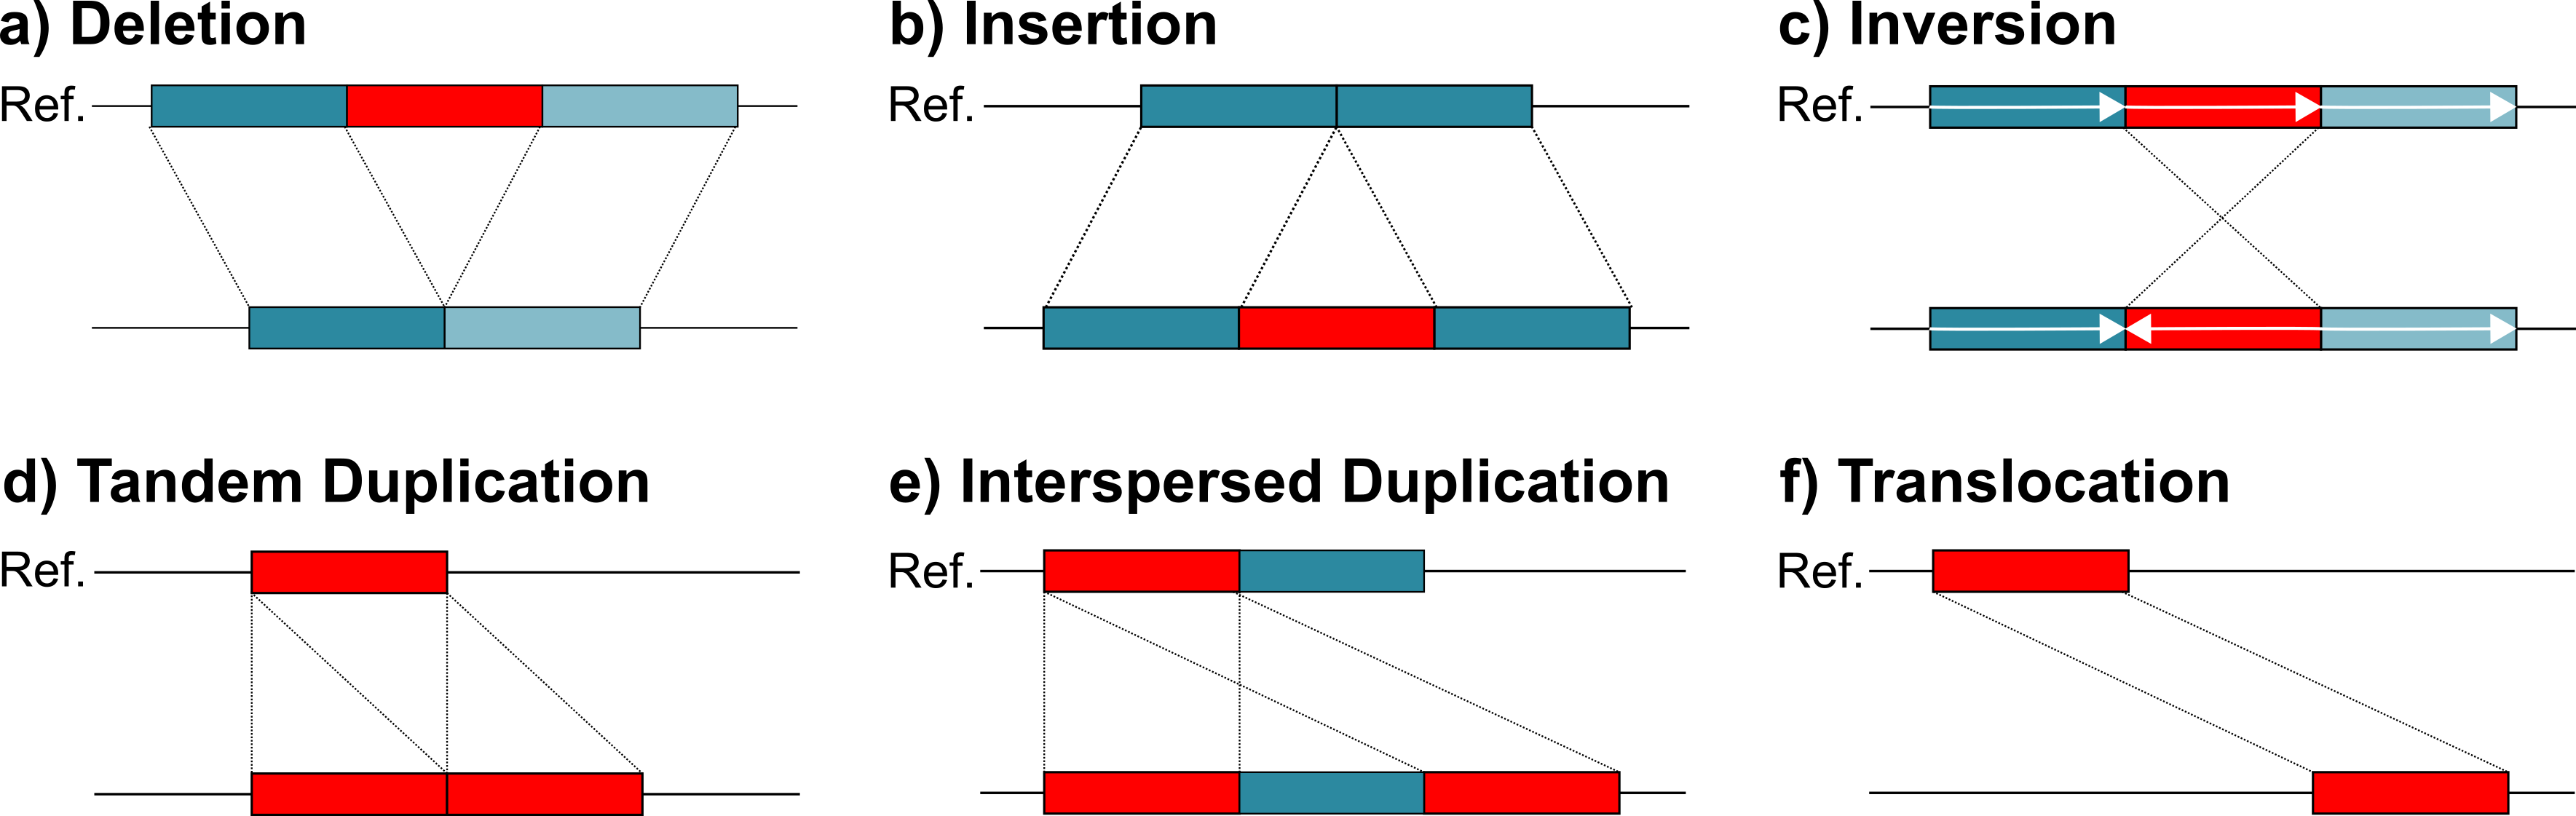 a) Deletion
Ref.
b) Insertion
Ref.
c) Inversion
Ref.
d) Tandem Duplication
Ref.
e) Interspersed Duplication
Ref.
f) Translocation
Ref.